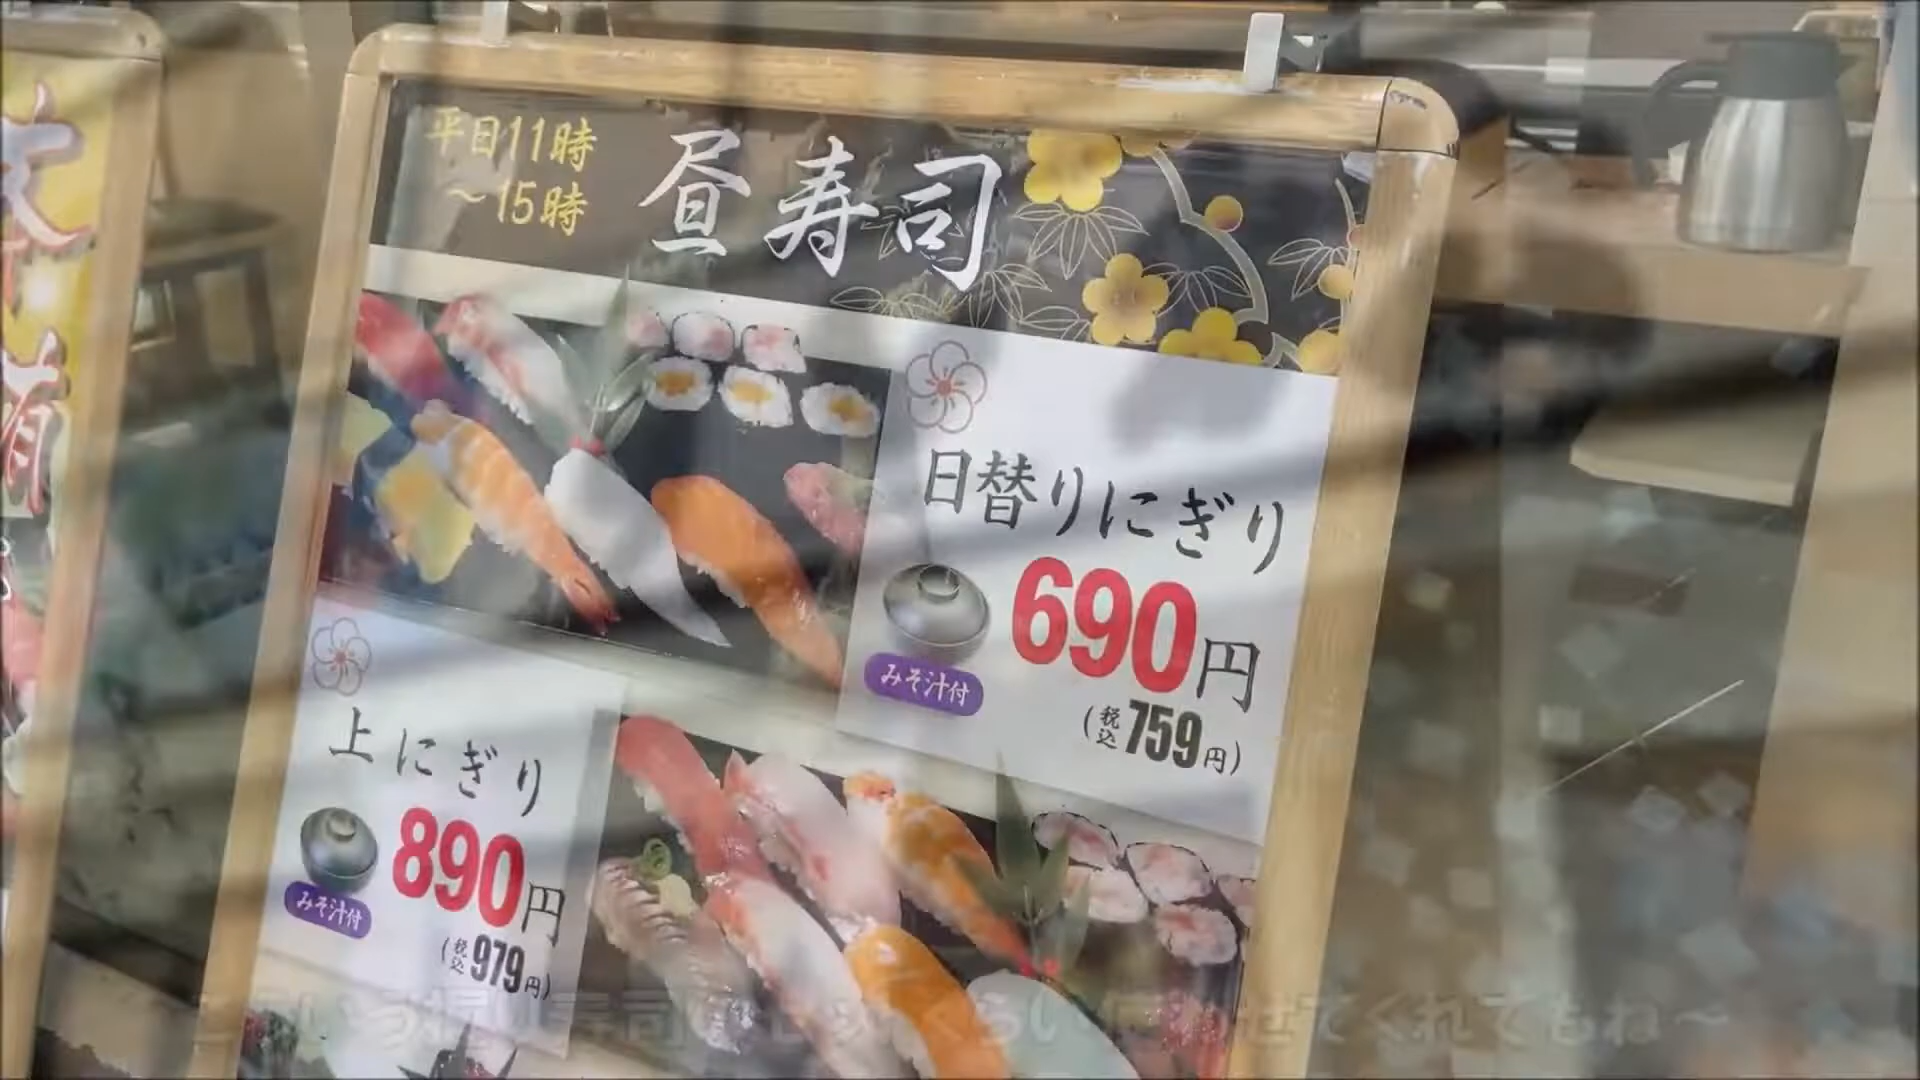 平日11時
～15時
昼寿司
日替りにぎり
690円
みそ汁付
(税込759円)
上にぎり
890円
みそ汁付
(税込979円)